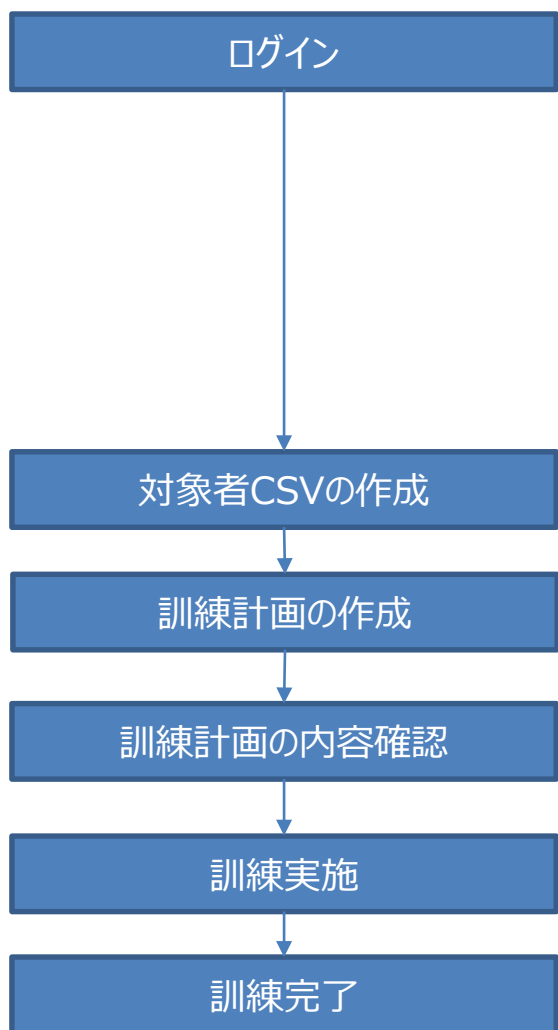 ログイン
対象者CSVの作成
訓練計画の作成
訓練計画の内容確認
訓練実施
訓練完了